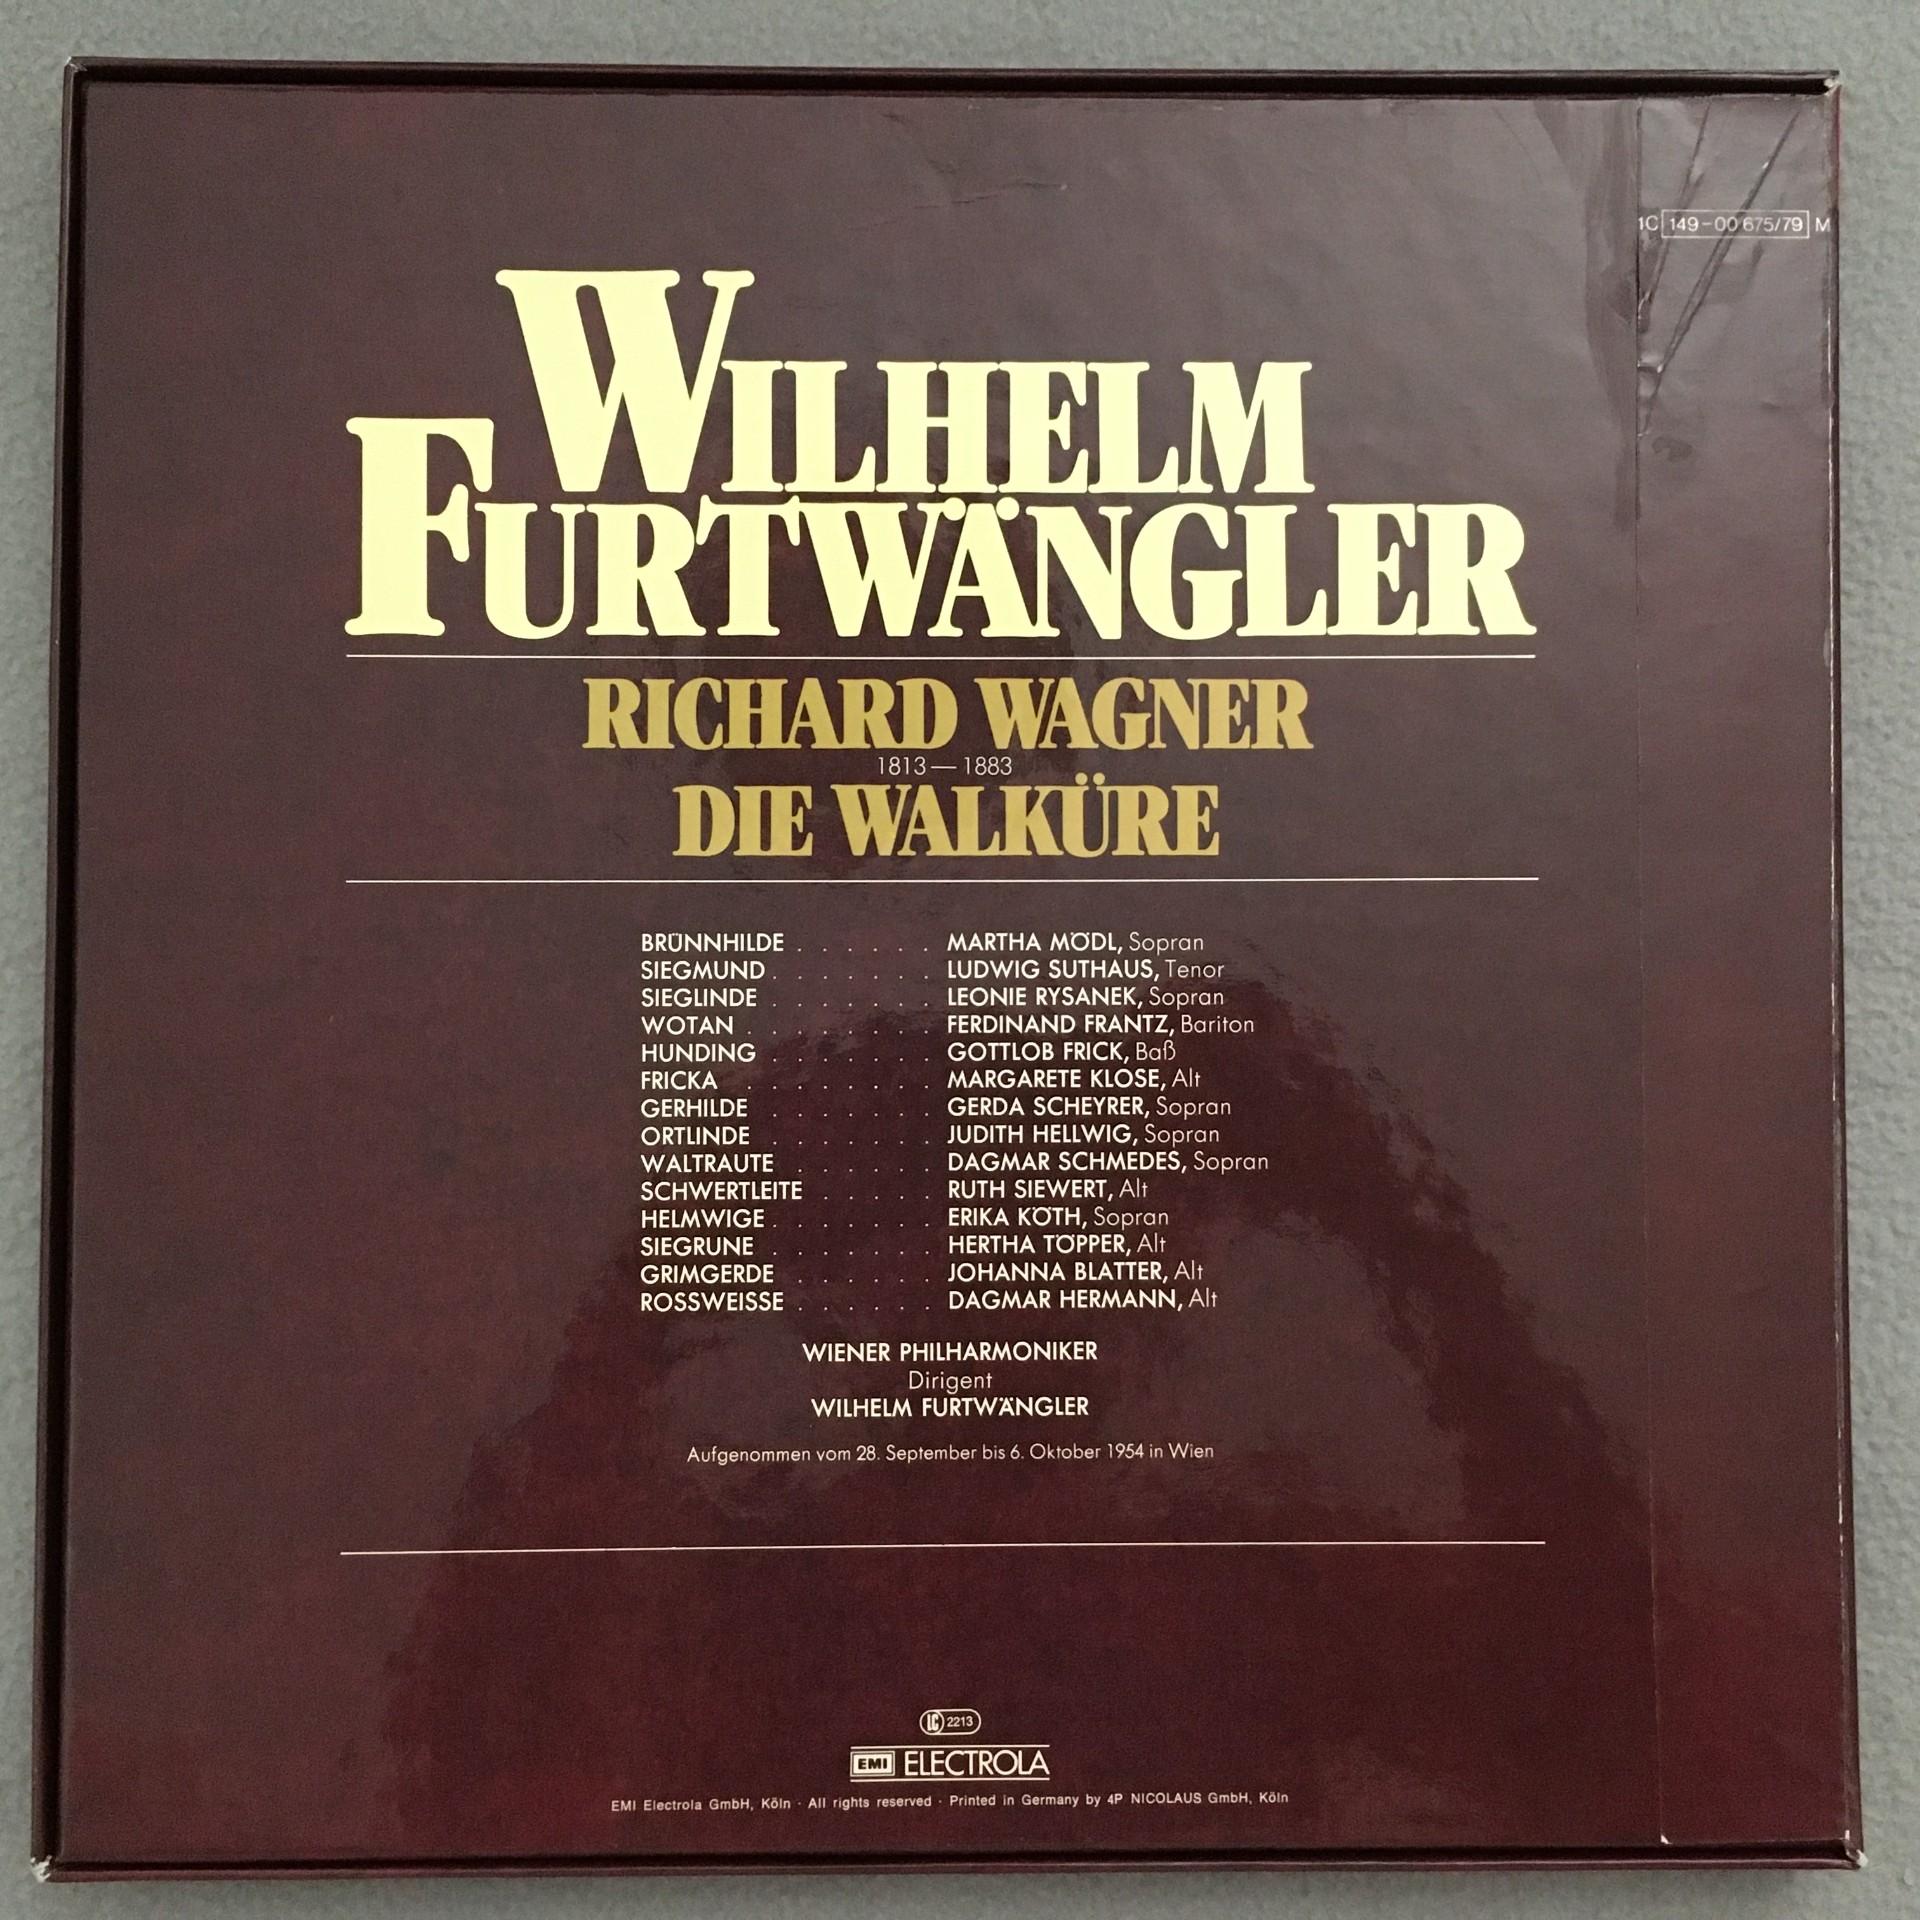 1C 149-00 675/79 M
WILHELM
FURTWÄNGLER
RICHARD WAGNER
1813 — 1883
DIE WALKÜRE
BRÜNNHILDE . . . . . . MARTHA MÖDL, Sopran
SIEGMUND . . . . . . . LUDWIG SUTHAUS, Tenor
SIEGLINDE . . . . . . . LEONIE RYSANEK, Sopran
WOTAN . . . . . . . . FERDINAND FRANTZ, Bariton
HUNDING . . . . . . . GOTTLOB FRICK, Baß
FRICKA . . . . . . . . MARGARETE KLOSE, Alt
GERHILDE . . . . . . . GERDA SCHEYRER, Sopran
ORTLINDE . . . . . . . JUDITH HELLWIG, Sopran
WALTRAUTE . . . . . . DAGMAR SCHMEDES, Sopran
SCHWERTLEITE . . . . . RUTH SIEWERT, Alt
HELMWIGE . . . . . . . ERIKA KÖTH, Sopran
SIEGRUNE . . . . . . . HERTHA TÖPPER, Alt
GRIMGERDE . . . . . . JOHANNA BLATTER, Alt
ROSSWEISSE . . . . . . DAGMAR HERMANN, Alt
WIENER PHILHARMONIKER
Dirigent
WILHELM FURTWÄNGLER
Aufgenommen vom 28. September bis 6. Oktober 1954 in Wien
LC 2213
EMI ELECTROLA
EMI Electrola GmbH, Köln · All rights reserved · Printed in Germany by 4P NICOLAUS GmbH, Köln